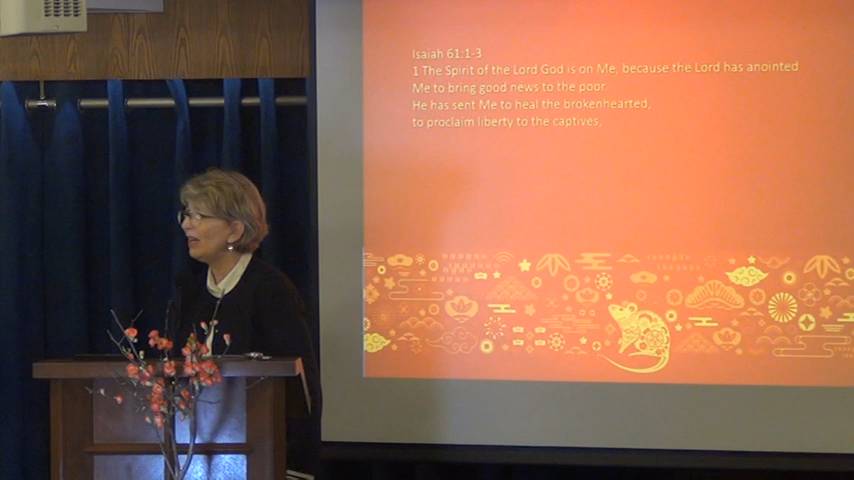 Isaiah 61:1-3
1 The Spirit of the Lord God is on Me, because the Lord has anointed
Me to bring good news to the poor.
He has sent Me to heal the brokenhearted,
to proclaim liberty to the captives,